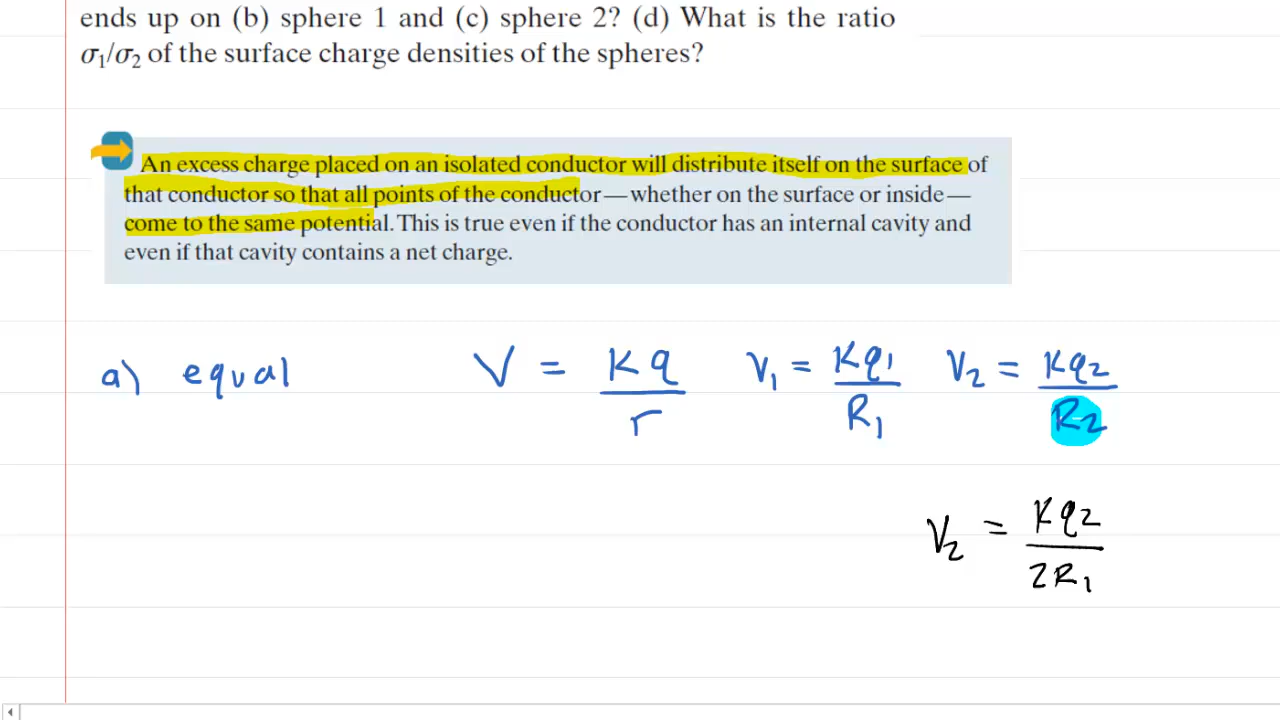 ends up on (b) sphere 1 and (c) sphere 2? (d) What is the ratio
σ₁/σ₂ of the surface charge densities of the spheres?
An excess charge placed on an isolated conductor will distribute itself on the surface of
that conductor so that all points of the conductor—whether on the surface or inside—
come to the same potential. This is true even if the conductor has an internal cavity and
even if that cavity contains a net charge.
a) equal V = Kq/r V₁ = Kq₁/R₁ V₂ = Kq₂/R₂
V₂ = Kq₂/2R₁